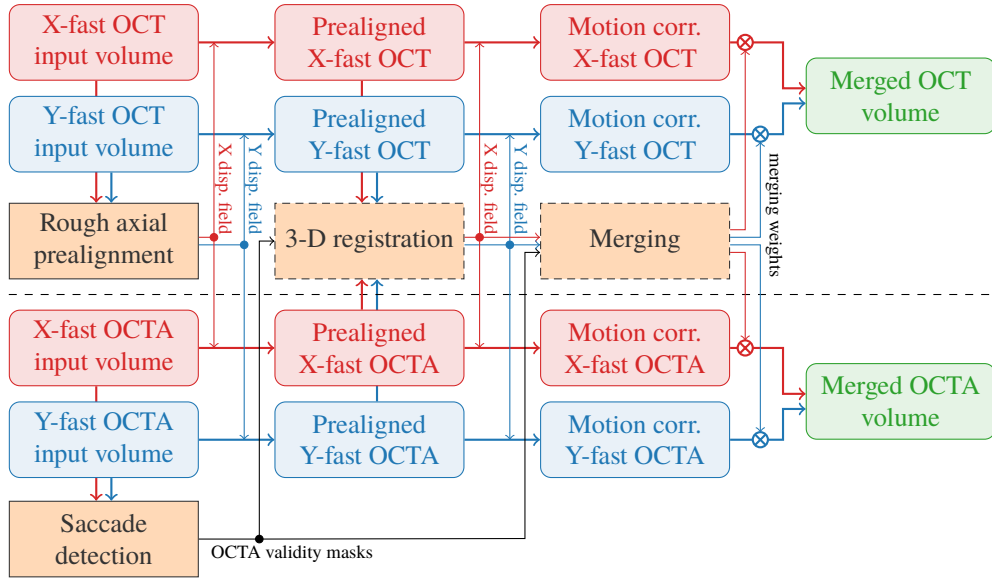 X-fast OCT
input volume
Prealigned
X-fast OCT
Motion corr.
X-fast OCT
Merged OCT
volume
Y-fast OCT
input volume
Prealigned
Y-fast OCT
Motion corr.
Y-fast OCT
X disp. field
Y disp. field
X disp. field
Y disp. field
merging weights
Rough axial
prealignment
3-D registration
Merging
X-fast OCTA
input volume
Prealigned
X-fast OCTA
Motion corr.
X-fast OCTA
Merged OCTA
volume
Y-fast OCTA
input volume
Prealigned
Y-fast OCTA
Motion corr.
Y-fast OCTA
Saccade
detection
OCTA validity masks